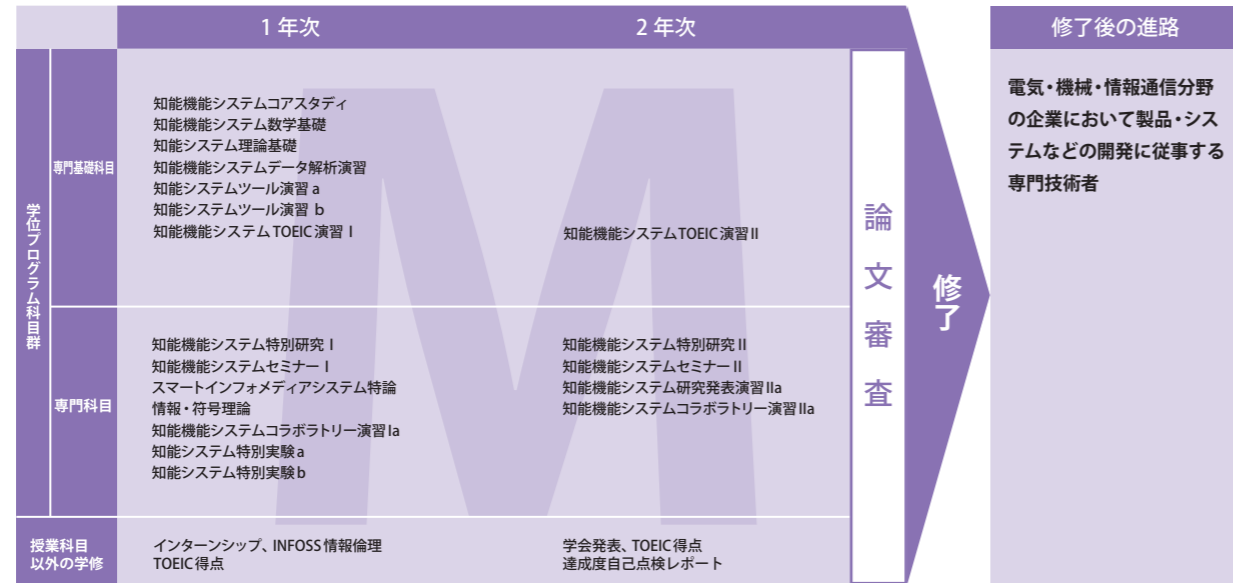 1年次
2年次
修了後の進路
学位プログラム科目群
専門基礎科目
知能機能システムコアスタディ
知能機能システム数学基礎
知能システム理論基礎
知能機能システムデータ解析演習
知能システムツール演習 a
知能システムツール演習 b
知能機能システムTOEIC演習 I
知能機能システムTOEIC演習II
専門科目
知能機能システム特別研究 I
知能機能システムセミナー I
スマートインフォメディアシステム特論
情報・符号理論
知能機能システムコラボラトリー演習Ia
知能システム特別実験a
知能システム特別実験b
知能機能システム特別研究 II
知能機能システムセミナー II
知能機能システム研究発表演習IIa
知能機能システムコラボラトリー演習IIa
授業科目
以外の学修
インターンシップ、INFOSS情報倫理
TOEIC得点
学会発表、TOEIC得点
達成度自己点検レポート
M
論文審査
修了
電気・機械・情報通信分野
の企業において製品・シス
テムなどの開発に従事する
専門技術者